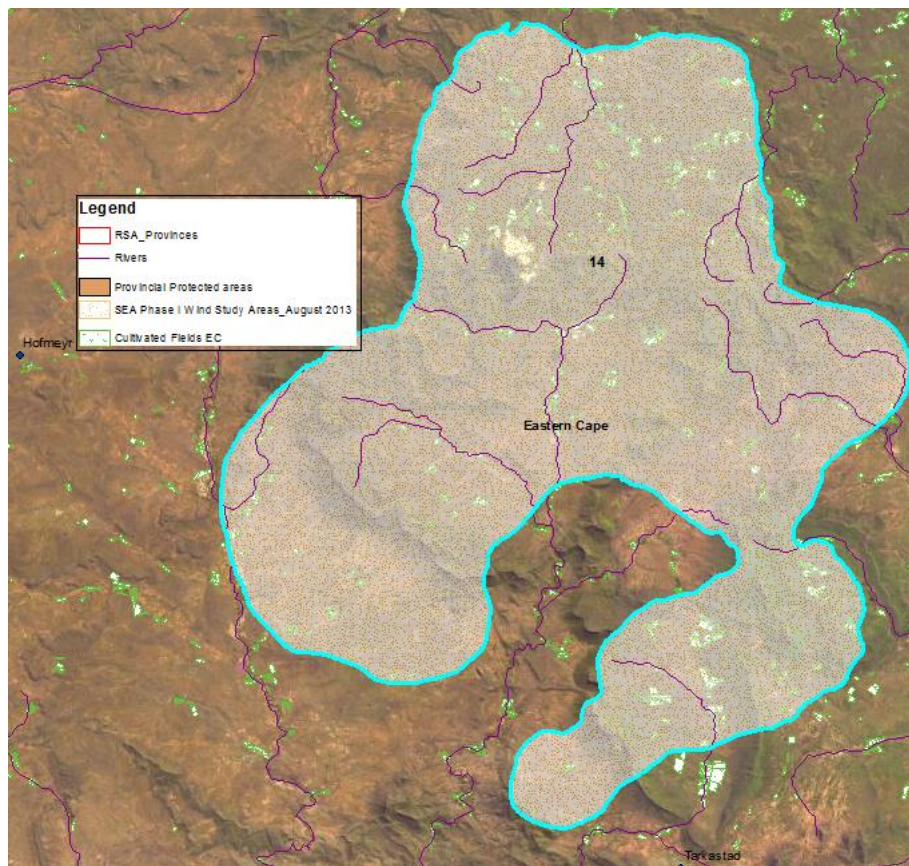 Legend
RSA_Provinces
Rivers
Provincial Protected areas
SEA Phase I Wind Study Areas_August 2013
Cultivated Fields EC
Hofmeyr
14
Eastern Cape
Tarkastad